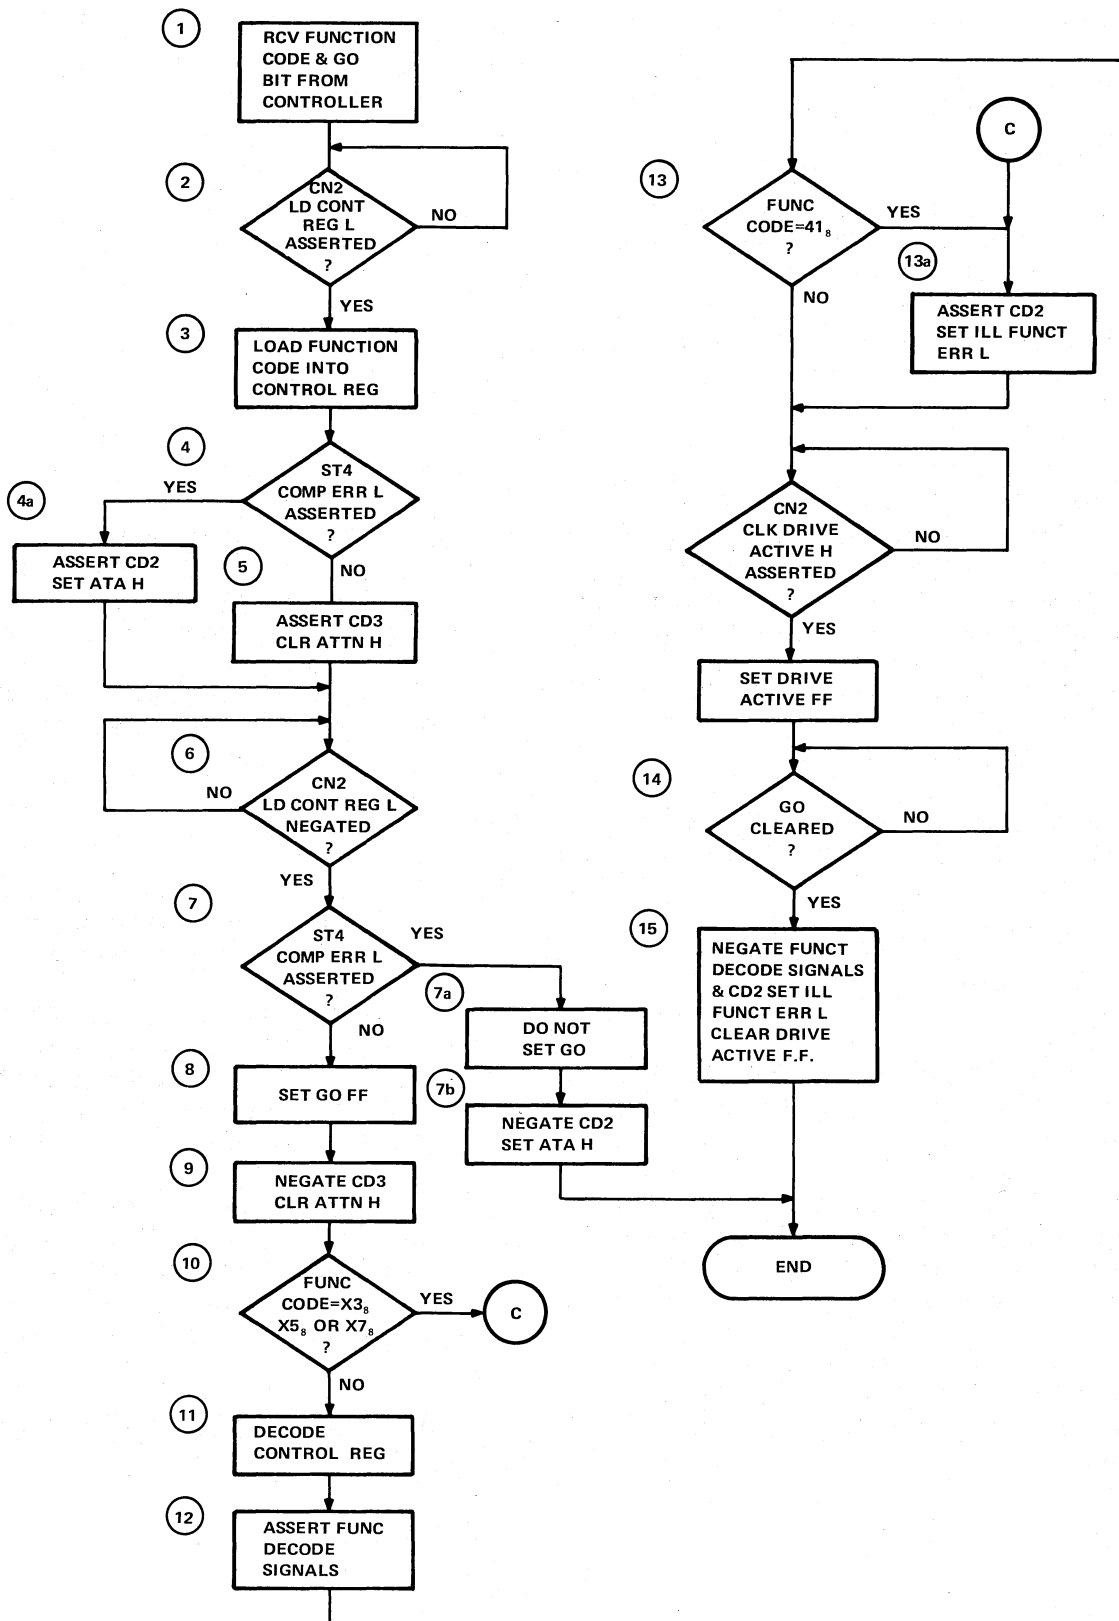 1
RCV FUNCTION
CODE & GO
BIT FROM
CONTROLLER
2
CN2
LD CONT
REG L
ASSERTED
?
NO
YES
3
LOAD FUNCTION
CODE INTO
CONTROL REG
4
ST4
COMP ERR L
ASSERTED
?
YES
4a
ASSERT CD2
SET ATA H
NO
5
ASSERT CD3
CLR ATTN H
6
CN2
LD CONT REG L
NEGATED
?
NO
YES
7
ST4
COMP ERR L
ASSERTED
?
YES
7a
DO NOT
SET GO
7b
NEGATE CD2
SET ATA H
NO
8
SET GO FF
9
NEGATE CD3
CLR ATTN H
10
FUNC
CODE=X3₈
X5₈ OR X7₈
?
YES
C
NO
11
DECODE
CONTROL REG
12
ASSERT FUNC
DECODE
SIGNALS
C
13
FUNC
CODE=41₈
?
YES
13a
ASSERT CD2
SET ILL FUNCT
ERR L
NO
CN2
CLK DRIVE
ACTIVE H
ASSERTED
?
NO
YES
SET DRIVE
ACTIVE FF
14
GO
CLEARED
?
NO
YES
15
NEGATE FUNCT
DECODE SIGNALS
& CD2 SET ILL
FUNCT ERR L
CLEAR DRIVE
ACTIVE F.F.
END